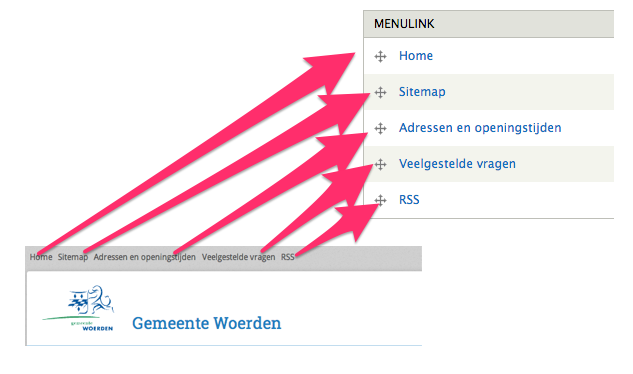 MENULINK
Home
Sitemap
Adressen en openingstijden
Veelgestelde vragen
RSS
Home Sitemap Adressen en openingstijden Veelgestelde vragen RSS
gemeente
WOERDEN
Gemeente Woerden